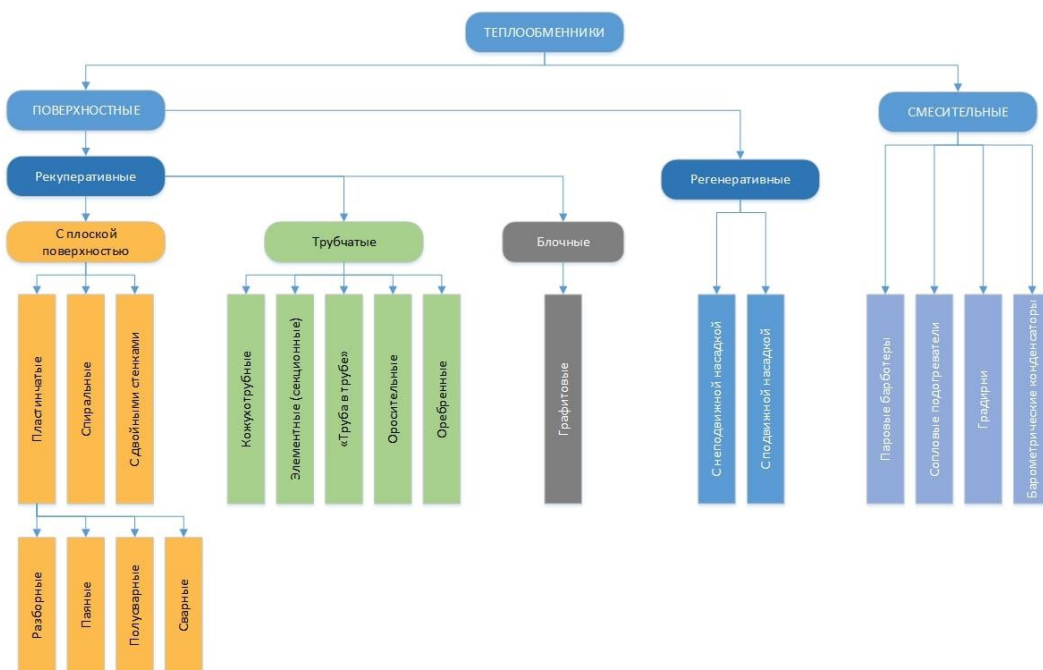 ТЕПЛООБМЕННИКИ
ПОВЕРХНОСТНЫЕ
СМЕСИТЕЛЬНЫЕ
Рекуперативные
Регенеративные
С плоской
поверхностью
Трубчатые
Блочные
Пластинчатые
Спиральные
С двойными стенками
Кожухотрубные
Элементные (секционные)
«Труба в трубе»
Оросительные
Оребренные
Графитовые
С неподвижной насадкой
С подвижной насадкой
Паровые барботеры
Сопловые подогреватели
Градирни
Барометрические конденсаторы
Разборные
Паяные
Полусварные
Сварные